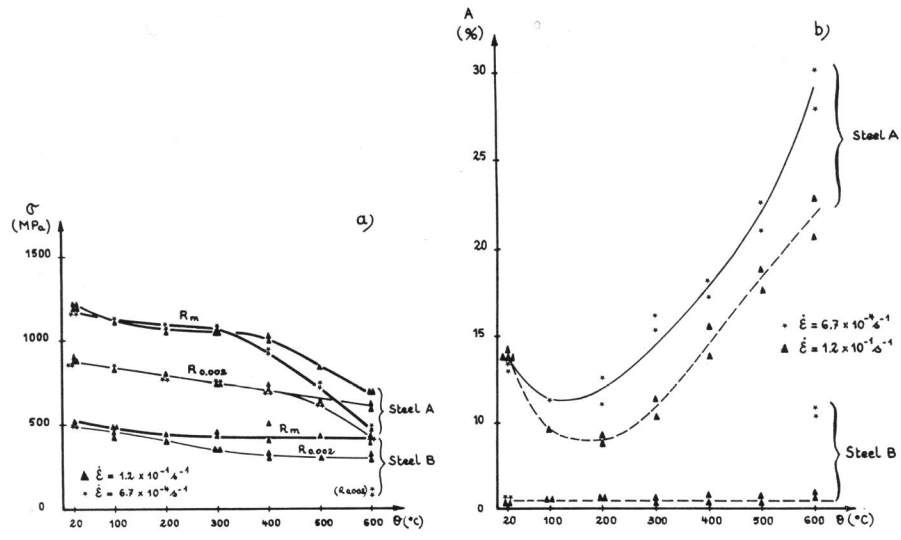 σ
(MPa)
a)
1500
1000
500
0
Rm
R0.002
Rm
R0.002
(R0.002)
Steel A
Steel B
▲ ε̇ = 1.2 x 10⁻¹ s⁻¹
* ε̇ = 6.7 x 10⁻⁴ s⁻¹
20 100 200 300 400 500 600 θ (°C)
A
(%)
b)
30
25
20
15
10
5
0
Steel A
* ε̇ = 6.7 x 10⁻⁴ s⁻¹
▲ ε̇ = 1.2 x 10⁻¹ s⁻¹
Steel B
20 100 200 300 400 500 600 θ (°C)